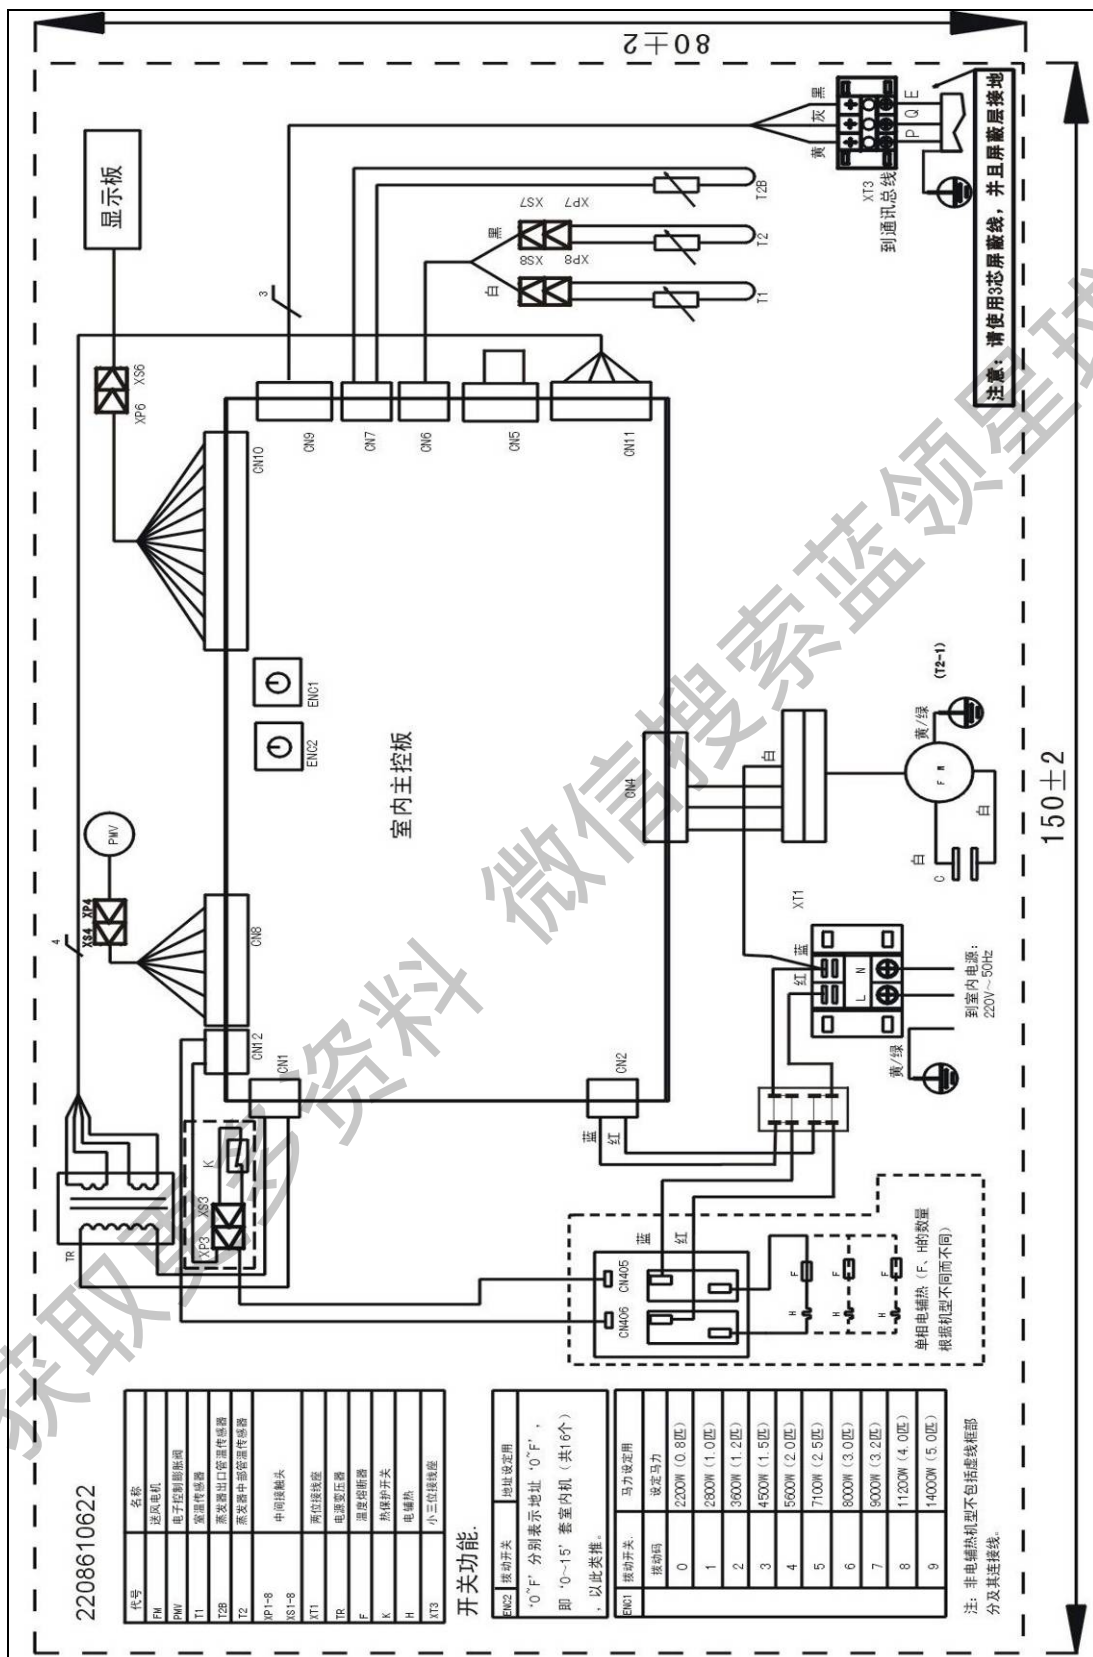 2208610622
代号 名称
FM 送风电机
PMV 电子控制膨胀阀
T1 室温传感器
T2B 蒸发器出口管温传感器
T2 蒸发器中部管温传感器
XP1-8
XS1-8 中间接触头
XT1 两位接线座
TR 电源变压器
F 温度熔断器
K 热保护开关
H 电辅热
XT3 小三位接线座
开关功能.
ENC2 拨动开关 地址设定用
'0~F' 分别表示地址 '0~F',
即 '0~15' 套室内机（共16个）
，以此类推。
ENC1 拨动开关. 马力设定用
拨动码 设定马力
0 2200W（0.8匹）
1 2800W（1.0匹）
2 3600W（1.2匹）
3 4500W（1.5匹）
4 5600W（2.0匹）
5 7100W（2.5匹）
6 8000W（3.0匹）
7 9000W（3.2匹）
8 11200W（4.0匹）
9 14000W（5.0匹）
注：非电辅热机型不包括虚线框部
分及其连接线。
TR
XP3 XS3
K
CN12
CN1
CN2
蓝
红
4
XS4 XP4
PMV
CN8
CN10
XP6 XS6
显示板
ENC2
ENC1
室内主控板
CN9
CN7
CN6
CN5
CN11
CN4
3
白
黑
XS8 XP8
XS7 XP7
T1
T2
T2B
黄
灰
黑
XT3
到通讯总线
P Q E
注意：请使用3芯屏蔽线，并且屏蔽层接地
CN406
CN405
蓝
红
H F
H F
H F
单相电辅热（F、H的数量
根据机型不同而不同）
黄/绿
红
蓝
L N
XT1
到室内电源：
220V～50Hz
白
C
白
白
F M
黄/绿
(T2-1)
80±2
150±2
获取更多资料 微信搜索蓝领星球